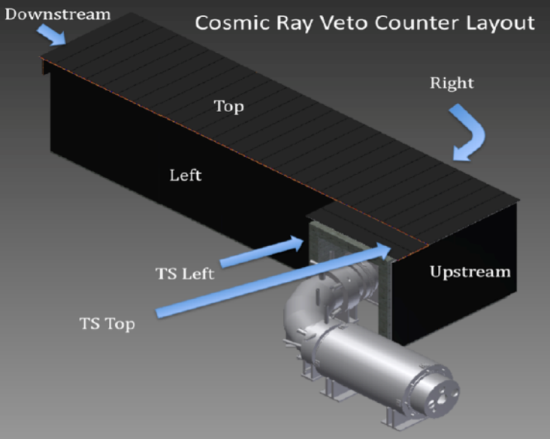 Downstream
Cosmic Ray Veto Counter Layout
Right
Top
Left
TS Left
Upstream
TS Top